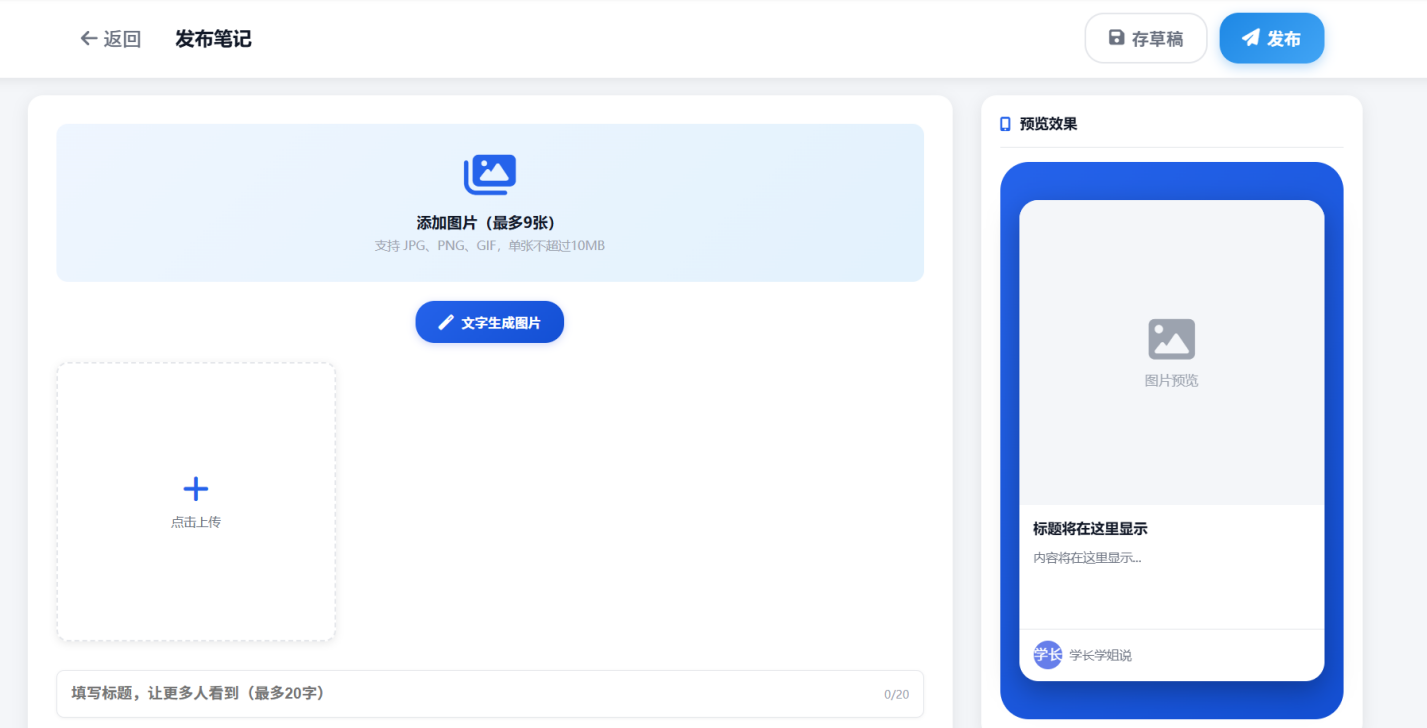 返回
发布笔记
存草稿
发布
添加图片（最多9张）
支持 JPG、PNG、GIF，单张不超过10MB
文字生成图片
点击上传
填写标题，让更多人看到（最多20字）
0/20
预览效果
图片预览
标题将在这里显示
内容将在这里显示...
学长
学长学姐说